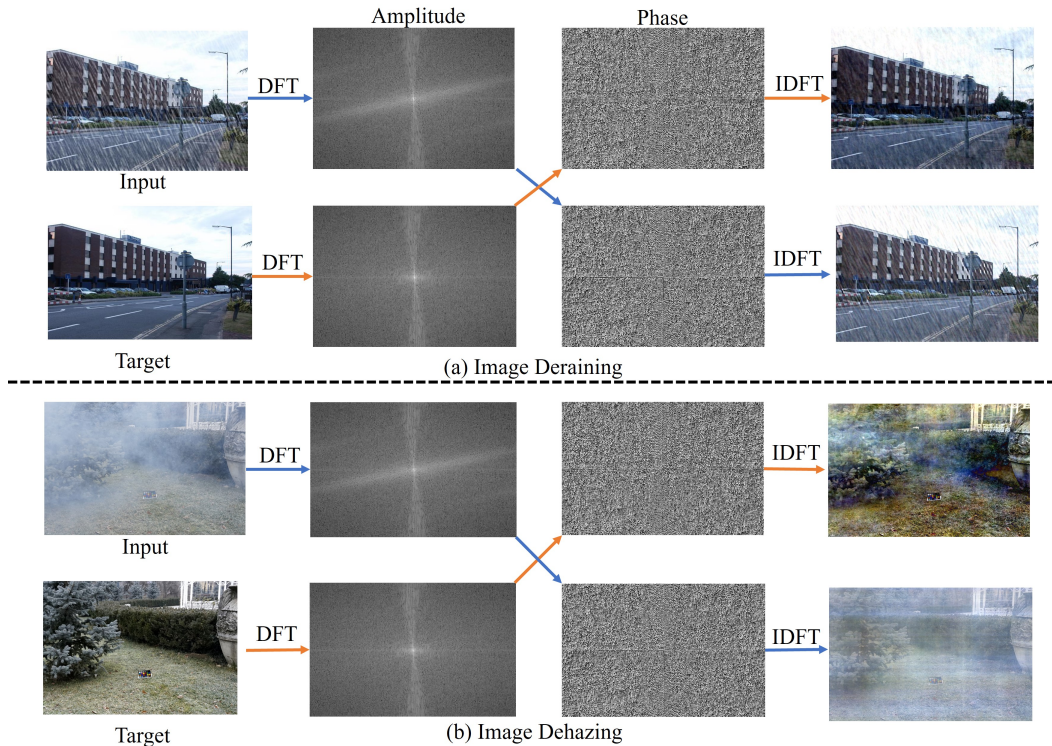 Amplitude
Phase
DFT
IDFT
Input
DFT
IDFT
Target
(a) Image Deraining
DFT
IDFT
Input
DFT
IDFT
Target
(b) Image Dehazing